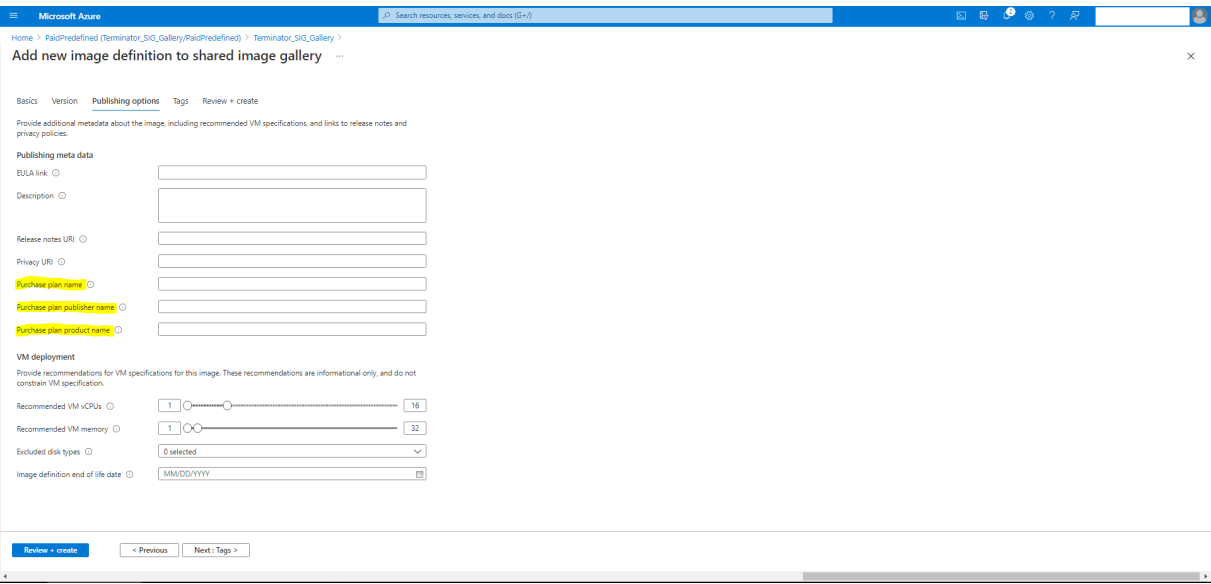 Microsoft Azure
Search resources, services, and docs (G+/)
2
Home > PaidPredefined (Terminator_SIG_Gallery/PaidPredefined) > Terminator_SIG_Gallery >
Add new image definition to shared image gallery ...
Basics Version Publishing options Tags Review + create
Provide additional metadata about the image, including recommended VM specifications, and links to release notes and
privacy policies.
Publishing meta data
EULA link
Description
Release notes URI
Privacy URI
Purchase plan name
Purchase plan publisher name
Purchase plan product name
VM deployment
Provide recommendations for VM specifications for this image. These recommendations are informational only, and do not
constrain VM specification.
Recommended VM vCPUs 1 16
Recommended VM memory 1 32
Excluded disk types 0 selected
Image definition end of life date MM/DD/YYYY
Review + create < Previous Next : Tags >